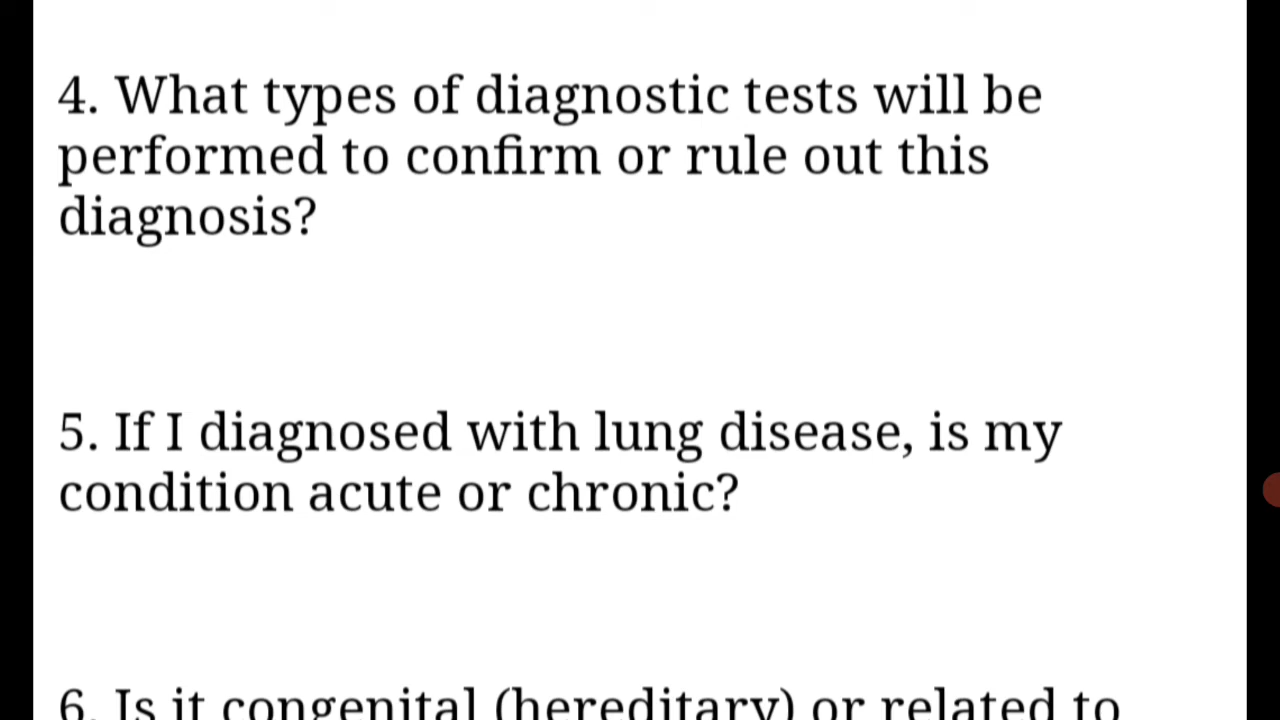 4. What types of diagnostic tests will be
performed to confirm or rule out this
diagnosis?
5. If I diagnosed with lung disease, is my
condition acute or chronic?
6. Is it congenital (hereditary) or related to